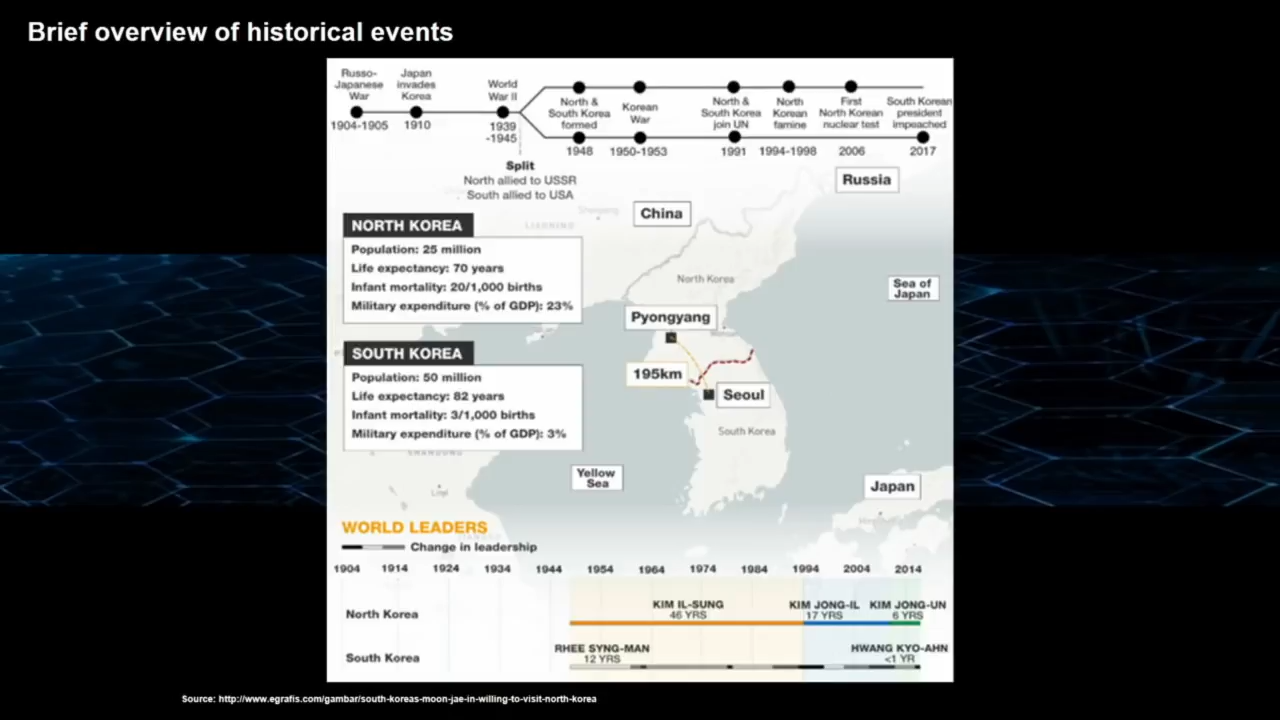 Brief overview of historical events
Russo-
Japanese
War
1904-1905
Japan
invades
Korea
1910
World
War II
1939
-1945
Split
North allied to USSR
South allied to USA
North &
South Korea
formed
1948
Korean
War
1950-1953
North &
South Korea
join UN
1991
North
Korean
famine
1994-1998
First
North Korean
nuclear test
2006
South Korean
president
impeached
2017
Russia
China
LIAONING
NORTH KOREA
Population: 25 million
Life expectancy: 70 years
Infant mortality: 20/1,000 births
Military expenditure (% of GDP): 23%
North Korea
Sea of
Japan
Pyongyang
SOUTH KOREA
Population: 50 million
Life expectancy: 82 years
Infant mortality: 3/1,000 births
Military expenditure (% of GDP): 3%
195km
Seoul
South Korea
SHANDONG
Yellow
Sea
Japan
WORLD LEADERS
Change in leadership
1904 1914 1924 1934 1944 1954 1964 1974 1984 1994 2004 2014
North Korea
KIM IL-SUNG
46 YRS
KIM JONG-IL
17 YRS
KIM JONG-UN
6 YRS
South Korea
RHEE SYNG-MAN
12 YRS
HWANG KYO-AHN
<1 YR
Source: http://www.egrafis.com/gambar/south-koreas-moon-jae-in-willing-to-visit-north-korea